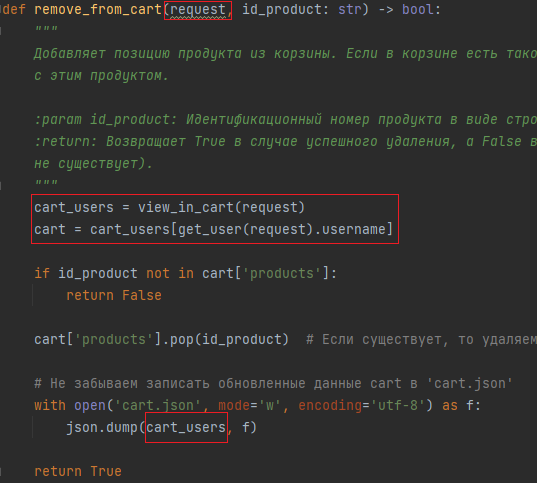 def remove_from_cart(request, id_product: str) -> bool:
"""
Добавляет позицию продукта из корзины. Если в корзине есть
с этим продуктом.
:param id_product: Идентификационный номер продукта в виде
:return: Возвращает True в случае успешного удаления, а False в
не существует).
"""
cart_users = view_in_cart(request)
cart = cart_users[get_user(request).username]
if id_product not in cart['products']:
return False
cart['products'].pop(id_product)  # Если существует, то удаляем
# Не забываем записать обновленные данные cart в 'cart.json'
with open('cart.json', mode='w', encoding='utf-8') as f:
json.dump(cart_users, f)
return True